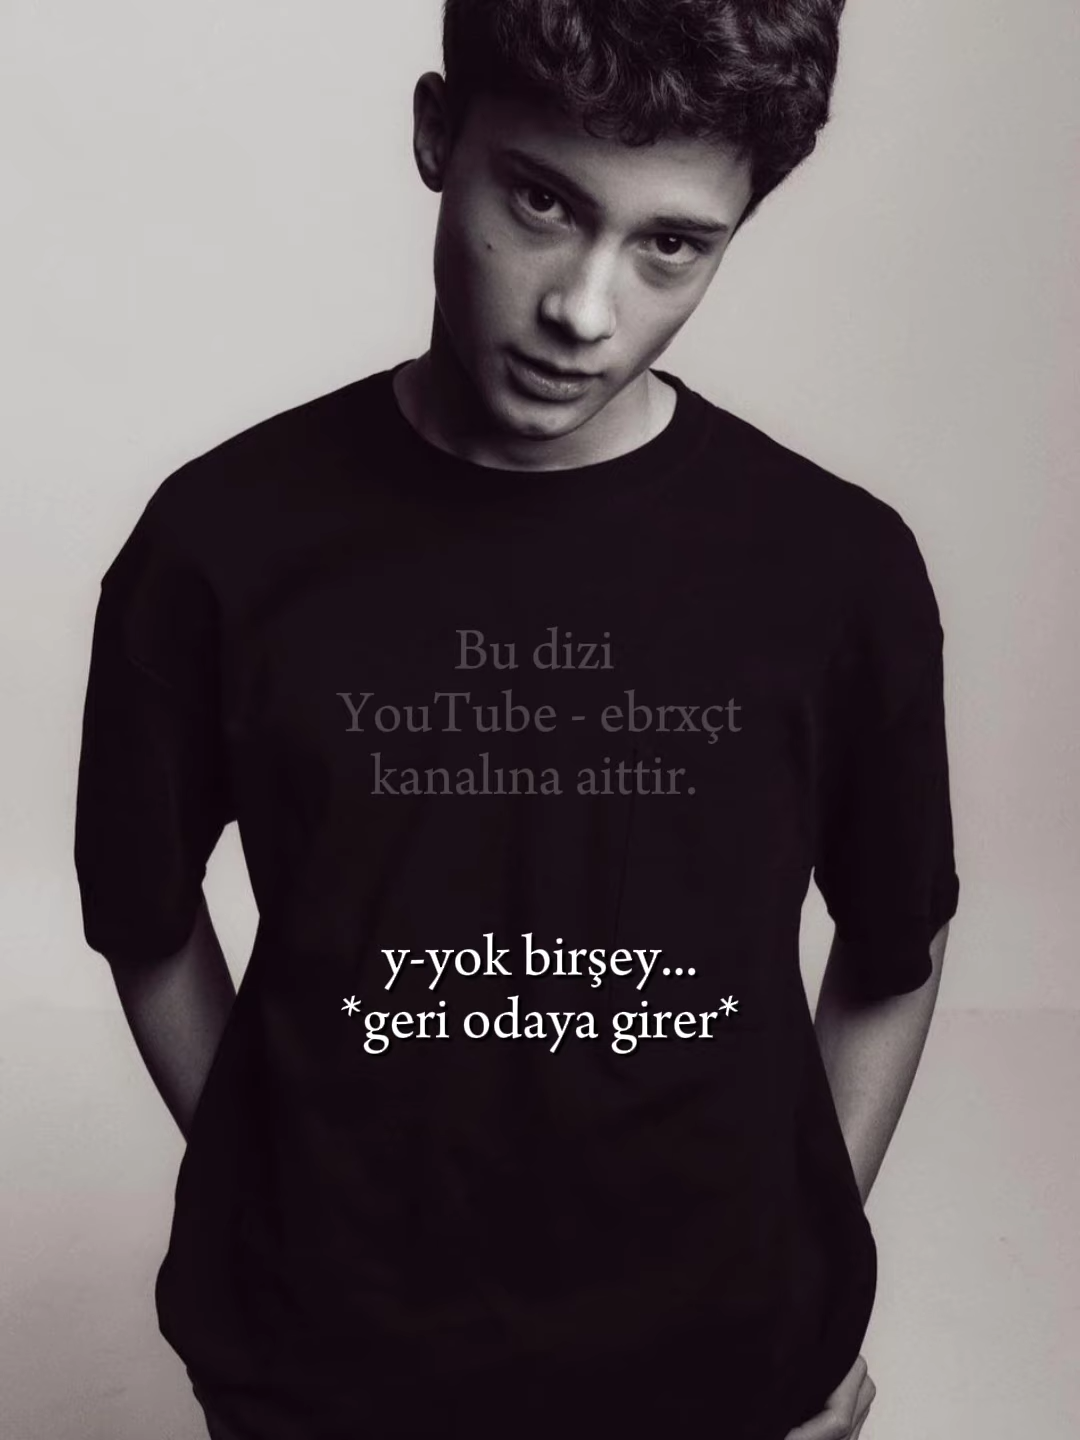 Bu dizi
YouTube - ebrxçt
kanalına aittir.
y-yok birşey...
*geri odaya girer*